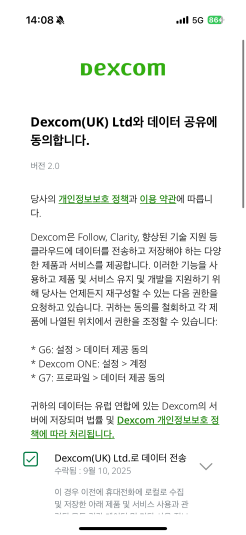 14:08
5G 86
Dexcom
Dexcom(UK) Ltd와 데이터 공유에
동의합니다.
버전 2.0
당사의 개인정보보호 정책과 이용 약관에 따릅니
다.
Dexcom은 Follow, Clarity, 향상된 기술 지원 등
클라우드에 데이터를 전송하고 저장해야 하는 다양
한 제품과 서비스를 제공합니다. 이러한 기능을 사
용하고 제품 및 서비스 유지 및 개발을 지원하기 위
해 당사는 언제든지 재구성할 수 있는 다음 권한을
요청하고 있습니다. 귀하는 동의를 철회하고 각 제
품에 나열된 위치에서 권한을 조정할 수 있습니다:
* G6: 설정 > 데이터 제공 동의
* Dexcom ONE: 설정 > 계정
* G7: 프로파일 > 데이터 제공 동의
귀하의 데이터는 유럽 연합에 있는 Dexcom의 서
버에 저장되며 법률 및 Dexcom 개인정보보호 정
책에 따라 처리됩니다.
Dexcom(UK) Ltd.로 데이터 전송
수락됨 : 9월 10, 2025
이 경우 이전에 휴대전화에 로컬로 수집
및 저장한 아래 제품 및 서비스 사용과 관